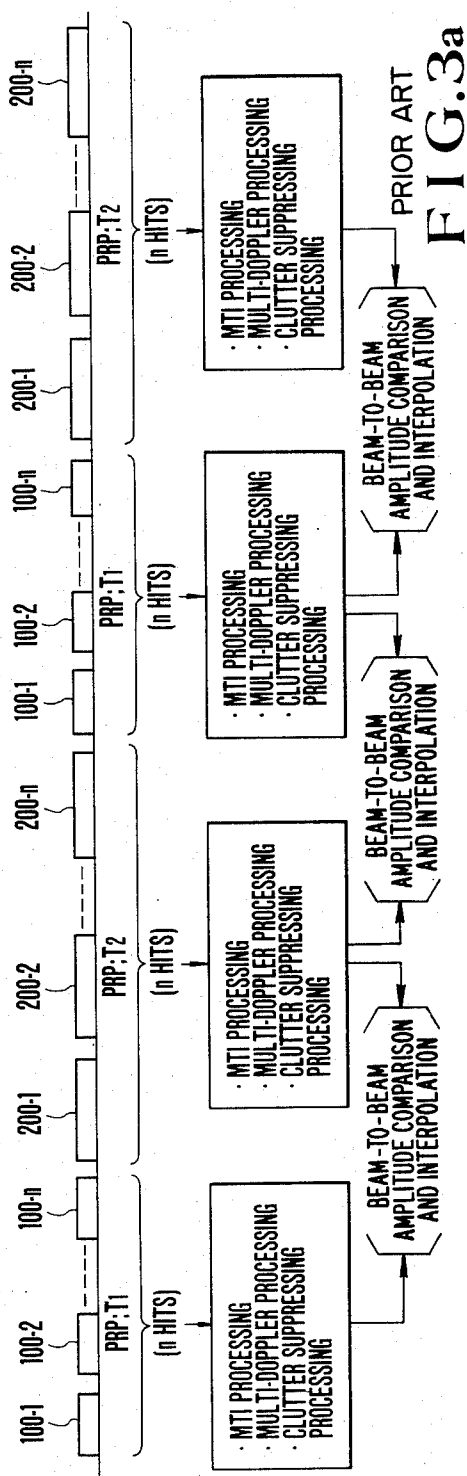 100-1 100-2 100-n 200-1 200-2 200-n 100-1 100-2 100-n 200-1 200-2 200-n
PRP;T1 PRP;T2 PRP;T1 PRP;T2
(n HITS) (n HITS) (n HITS) (n HITS)
· MTI PROCESSING
· MULTI-DOPPLER PROCESSING
· CLUTTER SUPPRESSING
PROCESSING
· MTI PROCESSING
· MULTI-DOPPLER PROCESSING
· CLUTTER SUPPRESSING
PROCESSING
· MTI PROCESSING
· MULTI-DOPPLER PROCESSING
· CLUTTER SUPPRESSING
PROCESSING
· MTI PROCESSING
· MULTI-DOPPLER PROCESSING
· CLUTTER SUPPRESSING
PROCESSING
BEAM-TO-BEAM
AMPLITUDE COMPARISON
AND INTERPOLATION
BEAM-TO-BEAM
AMPLITUDE COMPARISON
AND INTERPOLATION
BEAM-TO-BEAM
AMPLITUDE COMPARISON
AND INTERPOLATION
PRIOR ART
FIG.3a